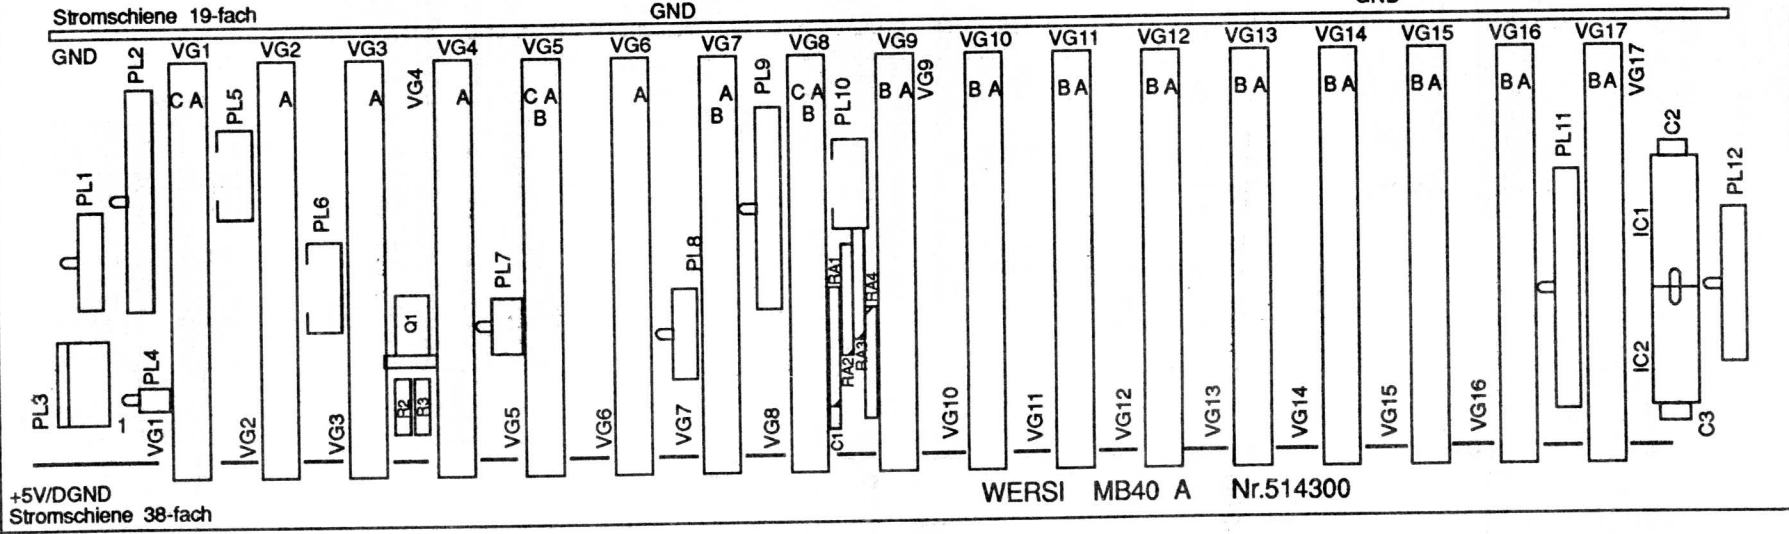 Stromschiene 19-fach
GND
GND
GND
PL2
VG1
VG2
VG3
VG4
VG5
VG6
VG7
VG8
VG9
VG10
VG11
VG12
VG13
VG14
VG15
VG16
VG17
C A
PL5
A
A
VG4
A
C A
B
A
A
B
PL9
C A
B
PL10
B A
VG9
B A
B A
B A
B A
B A
B A
B A
B A
VG17
PL1
PL6
PL7
PL8
PL11
C2
PL12
IC1
IC2
C3
Q1
R2
R3
RA1
RA2
RA3
RA4
C1
PL3
PL4
1
VG1
VG2
VG3
VG5
VG6
VG7
VG8
VG10
VG11
VG12
VG13
VG14
VG15
VG16
+5V/DGND
Stromschiene 38-fach
WERSI MB40 A Nr.514300